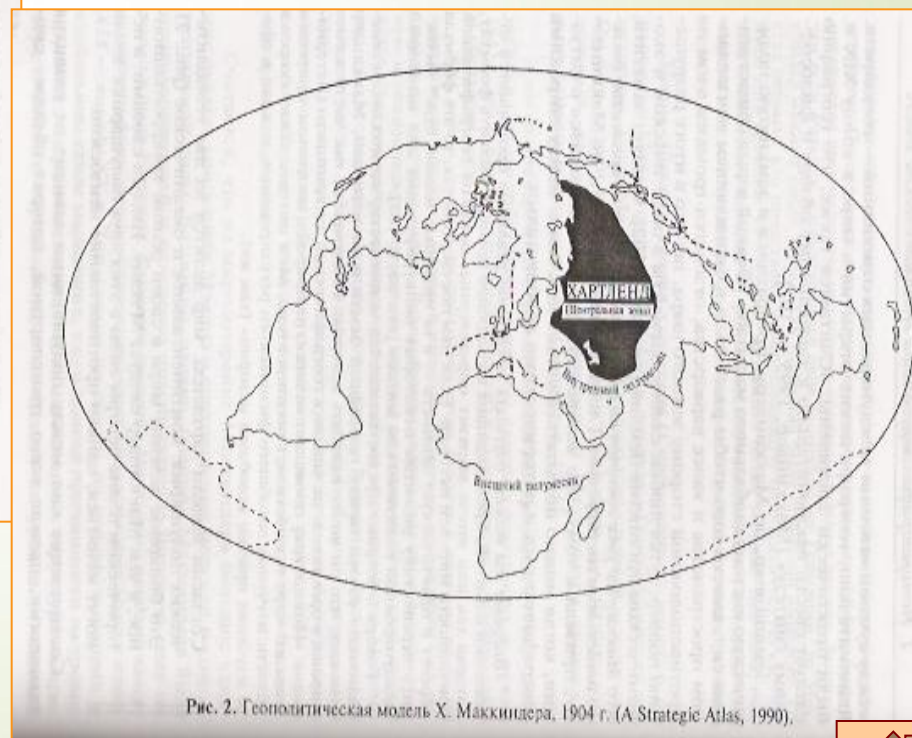 ХАРТЛЕНД
(Центральная зона)
Внутренний полумесяц
Внешний полумесяц
Рис. 2. Геополитическая модель Х. Маккиндера, 1904 г. (A Strategic Atlas, 1990).